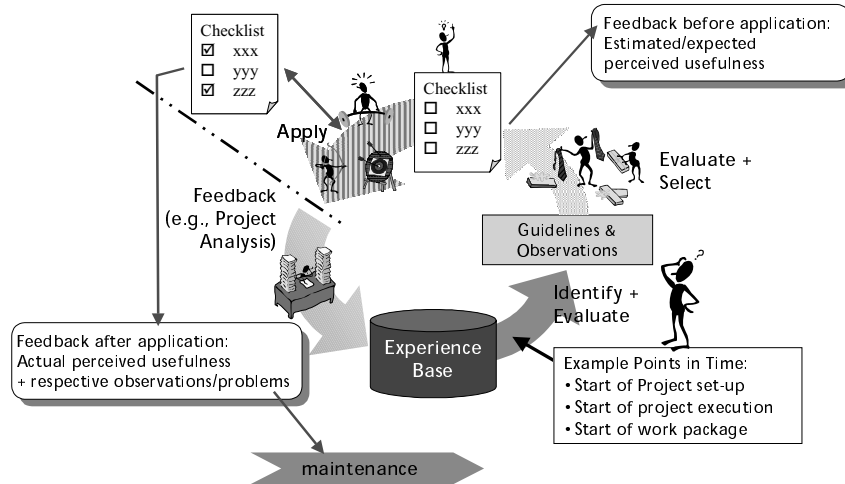 Checklist
☑ xxx
☐ yyy
☑ zzz
Checklist
☐ xxx
☐ yyy
☐ zzz
Feedback before application:
Estimated/expected
perceived usefulness
Apply
Evaluate +
Select
Feedback
(e.g., Project
Analysis)
Guidelines &
Observations
?
Identify +
Evaluate
Feedback after application:
Actual perceived usefulness
+ respective observations/problems
Experience
Base
Example Points in Time:
• Start of Project set-up
• Start of project execution
• Start of work package
maintenance